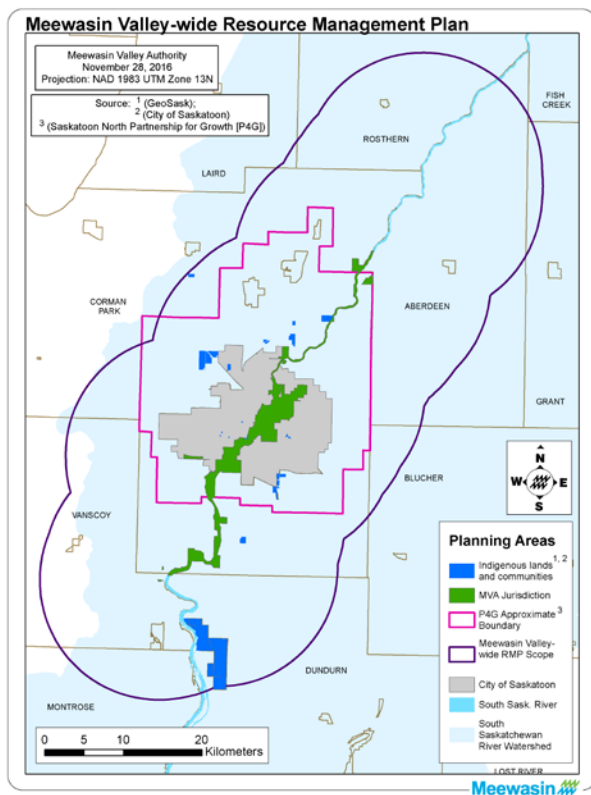 Meewasin Valley-wide Resource Management Plan
Meewasin Valley Authority
November 28, 2016
Projection: NAD 1983 UTM Zone 13N
Source: 1 (GeoSask);
2 (City of Saskatoon)
3 (Saskatoon North Partnership for Growth [P4G])
FISH
CREEK
ROSTHERN
LAIRD
CORMAN
PARK
ABERDEEN
GRANT
BLUCHER
VANSCOY
DUNDURN
MONTROSE
LOST RIVER
N
W E
S
Planning Areas
Indigenous lands 1, 2
and communities
MVA Jurisdiction
P4G Approximate 3
Boundary
Meewasin Valley-
wide RMP Scope
City of Saskatoon
South Sask. River
South
Saskatchewan
River Watershed
0 5 10 20
Kilometers
Meewasin